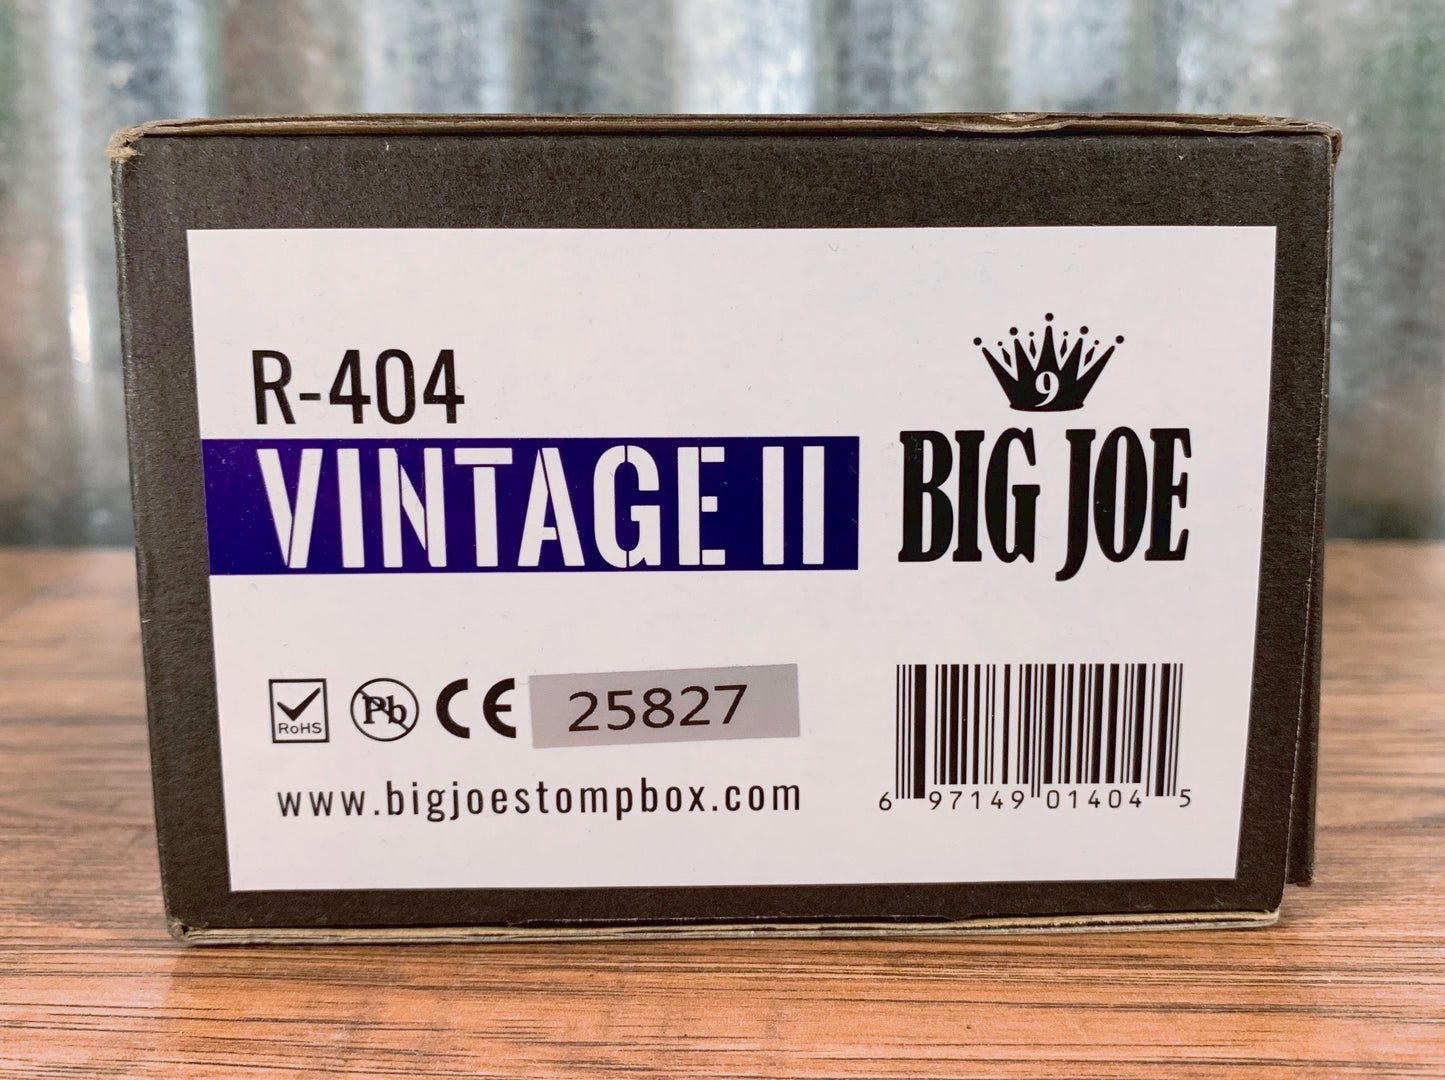 R-404
VINTAGE II
9
BIG JOE
RoHS
Pb
CE
25827
www.bigjoestompbox.com
6 97149 01404 5